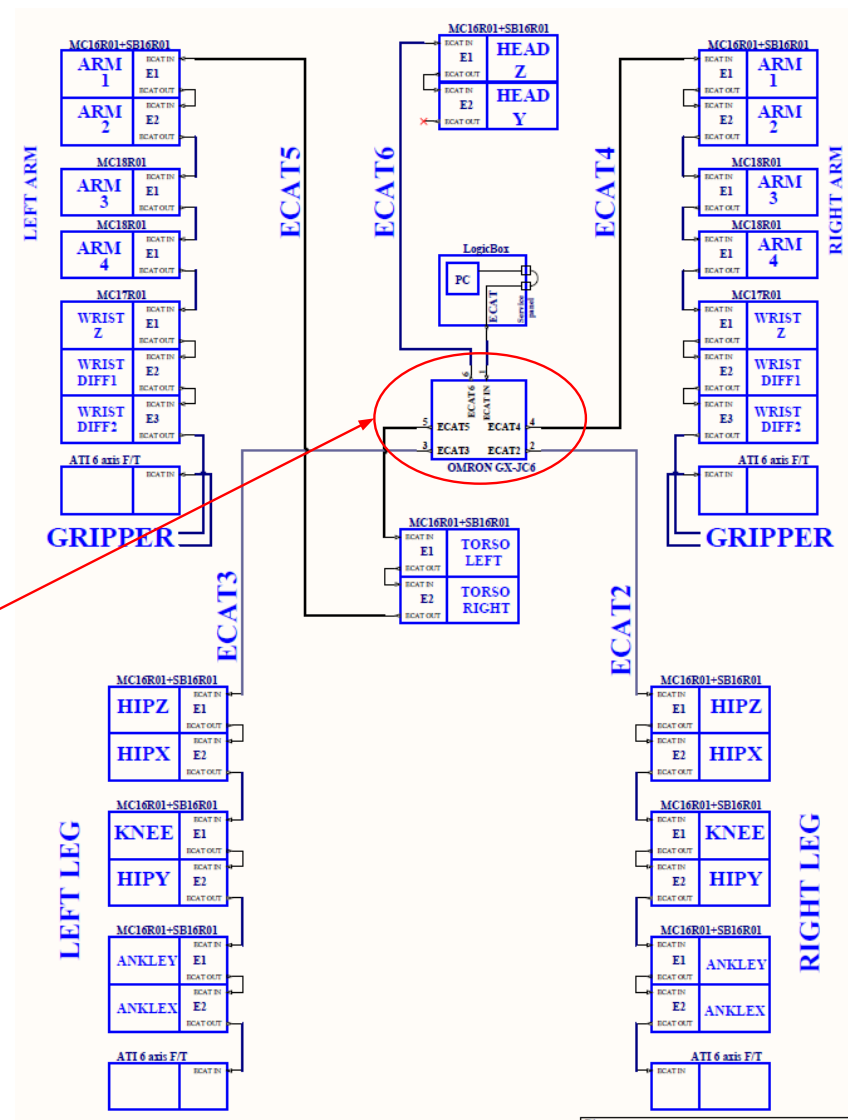 MC16R01+SB16R01
ECAT IN
E1
HEAD
Z
ECAT OUT
ECAT IN
E2
HEAD
Y
ECAT OUT
MC16R01+SB16R01
ARM
1
ECAT IN
E1
ECAT OUT
ARM
2
ECAT IN
E2
ECAT OUT
MC18R01
ARM
3
ECAT IN
E1
ECAT OUT
MC18R01
ARM
4
ECAT IN
E1
ECAT OUT
MC17R01
WRIST
Z
ECAT IN
E1
ECAT OUT
WRIST
DIFF1
ECAT IN
E2
ECAT OUT
WRIST
DIFF2
ECAT IN
E3
ECAT OUT
ATI 6 axis F/T
ECAT IN
GRIPPER
LEFT ARM
ECAT5
ECAT6
ECAT4
LogicBox
PC
ECAT
Service
panel
6
1
ECAT6
ECAT IN
5
ECAT5
ECAT4
4
3
ECAT3
ECAT2
2
OMRON GX-JC6
MC16R01+SB16R01
ECAT IN
E1
TORSO
LEFT
ECAT OUT
ECAT IN
E2
TORSO
RIGHT
ECAT OUT
MC16R01+SB16R01
ECAT IN
E1
ARM
1
ECAT OUT
ECAT IN
E2
ARM
2
ECAT OUT
MC18R01
ECAT IN
E1
ARM
3
ECAT OUT
MC18R01
ECAT IN
E1
ARM
4
ECAT OUT
MC17R01
ECAT IN
E1
WRIST
Z
ECAT OUT
ECAT IN
E2
WRIST
DIFF1
ECAT OUT
ECAT IN
E3
WRIST
DIFF2
ECAT OUT
ATI 6 axis F/T
ECAT IN
GRIPPER
RIGHT ARM
ECAT3
ECAT2
MC16R01+SB16R01
HIPZ
ECAT IN
E1
ECAT OUT
HIPX
ECAT IN
E2
ECAT OUT
MC16R01+SB16R01
KNEE
ECAT IN
E1
ECAT OUT
HIPY
ECAT IN
E2
ECAT OUT
MC16R01+SB16R01
ANKLEY
ECAT IN
E1
ECAT OUT
ANKLEX
ECAT IN
E2
ECAT OUT
ATI 6 axis F/T
ECAT IN
LEFT LEG
MC16R01+SB16R01
ECAT IN
E1
HIPZ
ECAT OUT
ECAT IN
E2
HIPX
ECAT OUT
MC16R01+SB16R01
ECAT IN
E1
KNEE
ECAT OUT
ECAT IN
E2
HIPY
ECAT OUT
MC16R01+SB16R01
ECAT IN
E1
ANKLEY
ECAT OUT
ECAT IN
E2
ANKLEX
ECAT OUT
ATI 6 axis F/T
ECAT IN
RIGHT LEG